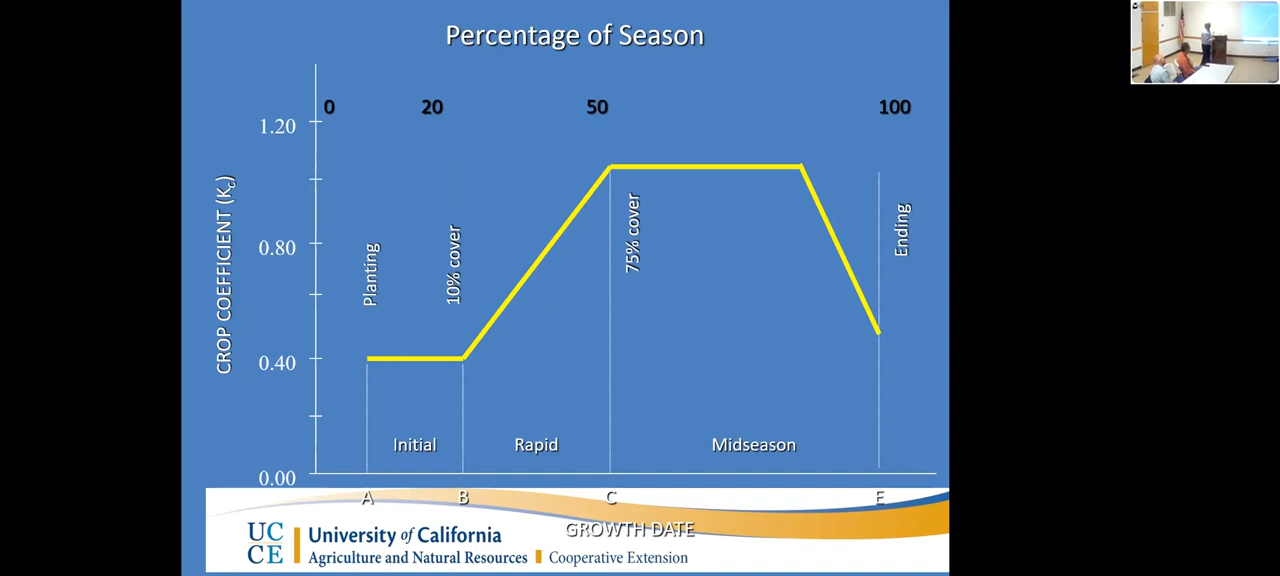 Percentage of Season
0 20 50 100
1.20
0.80
0.40
0.00
CROP COEFFICIENT (Kc)
Planting
10% cover
75% cover
Ending
Initial Rapid Midseason
A B C E
GROWTH DATE
UC
CE
University of California
Agriculture and Natural Resources Cooperative Extension